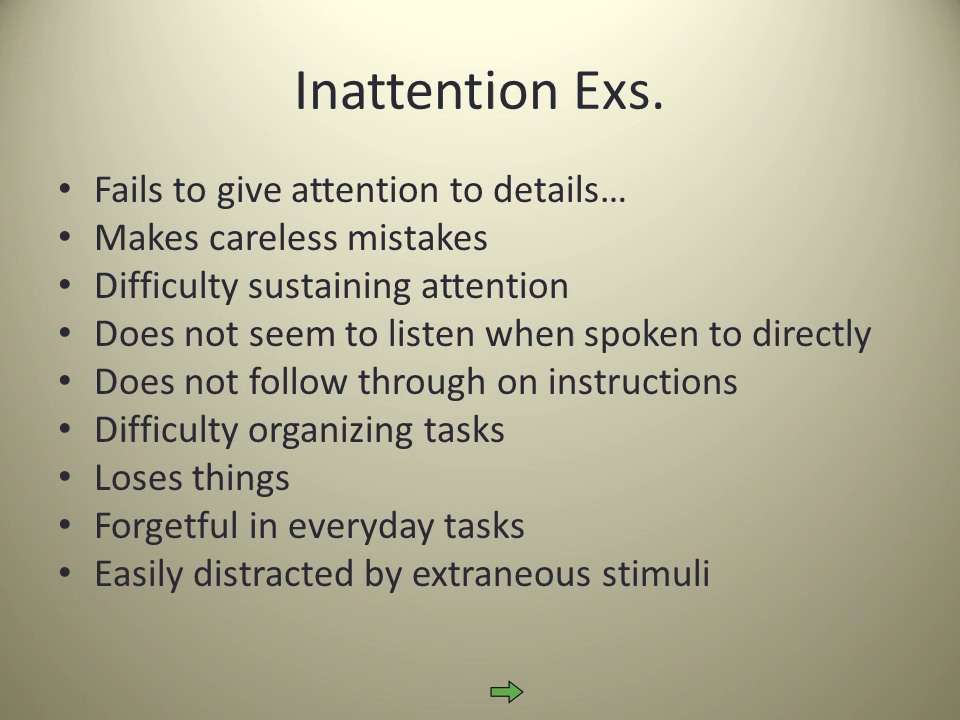 Inattention Exs.
• Fails to give attention to details…
• Makes careless mistakes
• Difficulty sustaining attention
• Does not seem to listen when spoken to directly
• Does not follow through on instructions
• Difficulty organizing tasks
• Loses things
• Forgetful in everyday tasks
• Easily distracted by extraneous stimuli